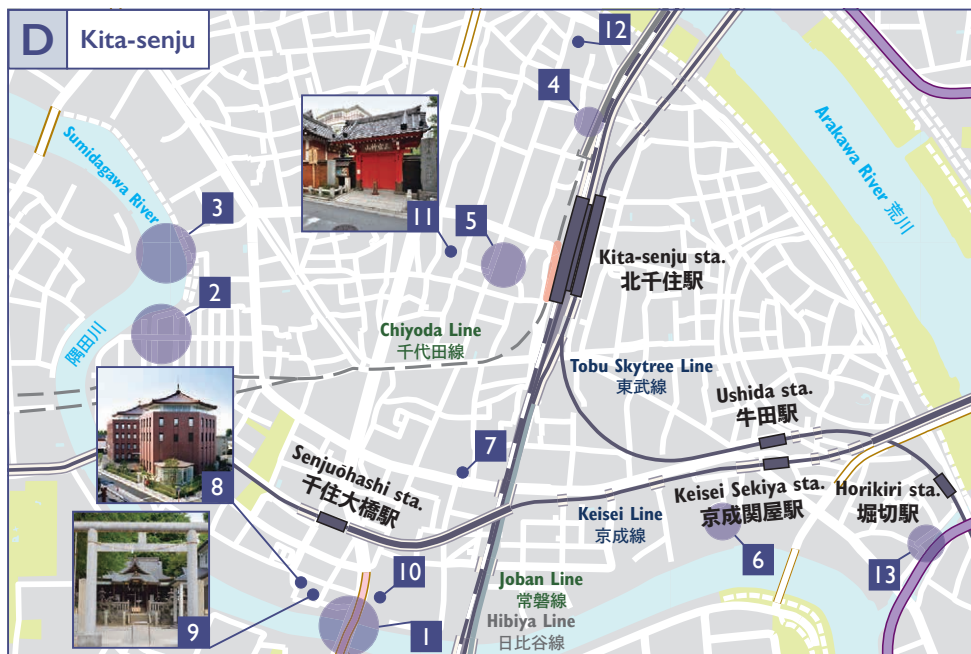 D
Kita-senju
12
4
Sumidagawa River
Arakawa River 荒川
3
11
5
Kita-senju sta.
北千住駅
2
隅田川
Chiyoda Line
千代田線
Tobu Skytree Line
東武線
Ushida sta.
牛田駅
7
8
Senjuōhashi sta.
千住大橋駅
Keisei Sekiya sta.
京成関屋駅
Horikiri sta.
堀切駅
Keisei Line
京成線
6
13
10
Joban Line
常磐線
9
1
Hibiya Line
日比谷線